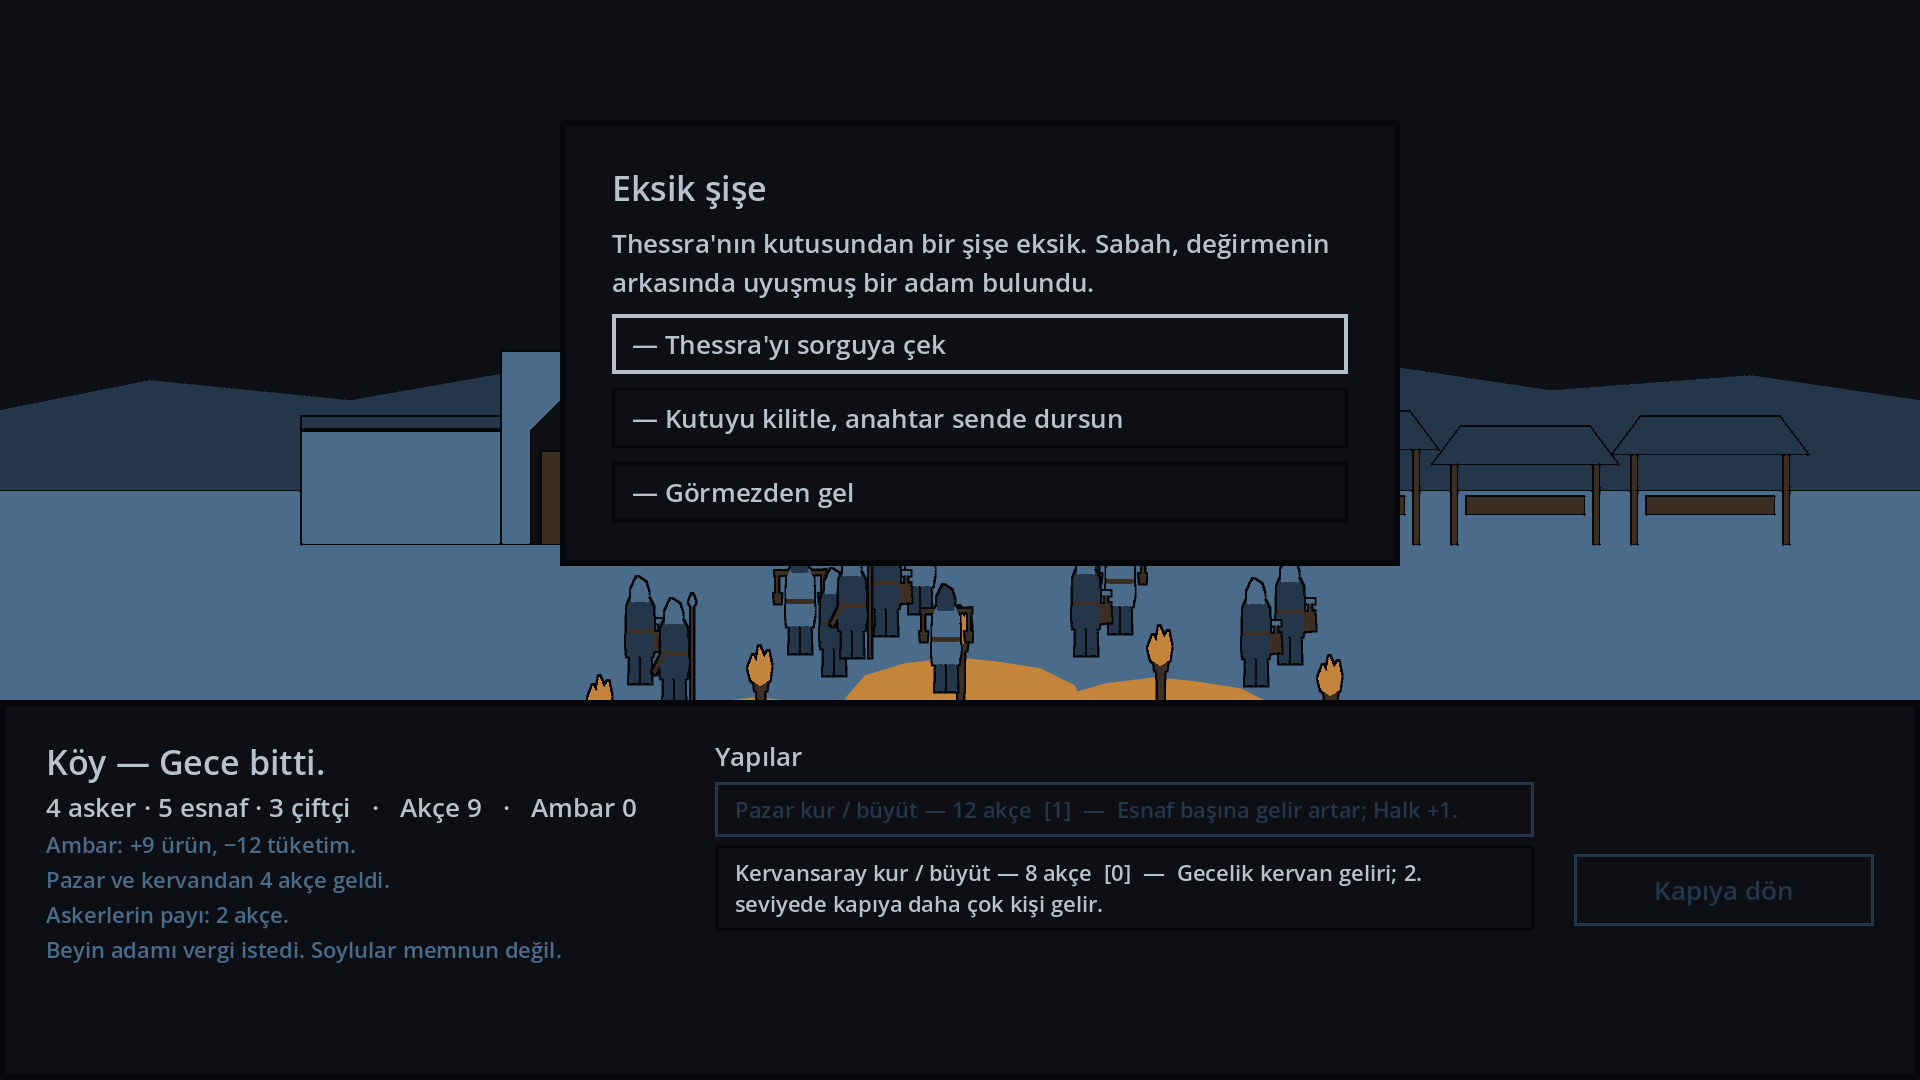 Eksik şişe
Thessra'nın kutusundan bir şişe eksik. Sabah, değirmenin
arkasında uyuşmuş bir adam bulundu.
— Thessra'yı sorguya çek
— Kutuyu kilitle, anahtar sende dursun
— Görmezden gel
Köy — Gece bitti.
4 asker · 5 esnaf · 3 çiftçi · Akçe 9 · Ambar 0
Ambar: +9 ürün, −12 tüketim.
Pazar ve kervandan 4 akçe geldi.
Askerlerin payı: 2 akçe.
Beyin adamı vergi istedi. Soylular memnun değil.
Yapılar
Pazar kur / büyüt — 12 akçe [1] — Esnaf başına gelir artar; Halk +1.
Kervansaray kur / büyüt — 8 akçe [0] — Gecelik kervan geliri; 2.
seviyede kapıya daha çok kişi gelir.
Kapıya dön